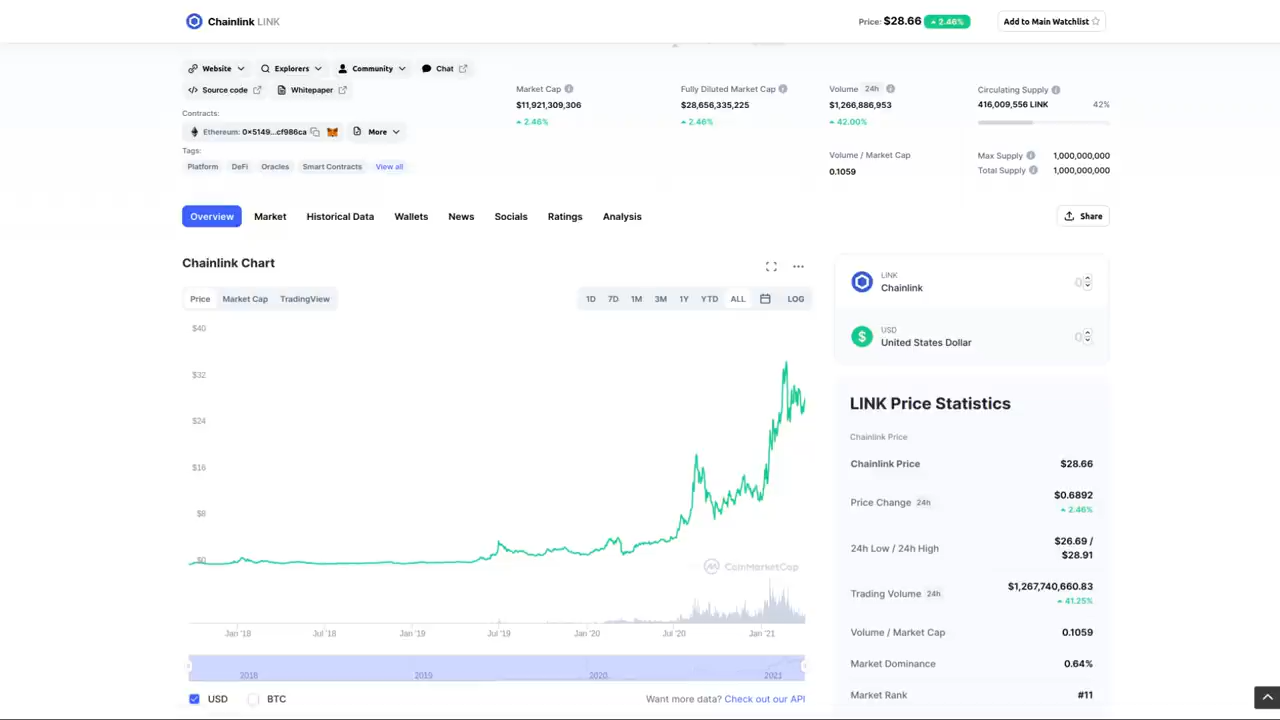 Chainlink LINK
Price: $28.66 2.46%
Add to Main Watchlist
Website
Explorers
Community
Chat
Source code
Whitepaper
Contracts:
Ethereum: 0x5149...cf986ca
More
Tags:
Platform
DeFi
Oracles
Smart Contracts
View all
Market Cap
$11,921,309,306
2.46%
Fully Diluted Market Cap
$28,656,335,225
2.46%
Volume 24h
$1,266,886,953
42.00%
Volume / Market Cap
0.1059
Circulating Supply
416,009,556 LINK 42%
Max Supply 1,000,000,000
Total Supply 1,000,000,000
Overview Market Historical Data Wallets News Socials Ratings Analysis
Share
Chainlink Chart
Price Market Cap TradingView
1D 7D 1M 3M 1Y YTD ALL LOG
$40
$32
$24
$16
$8
$0
CoinMarketCap
Jan '18 Jul '18 Jan '19 Jul '19 Jan '20 Jul '20 Jan '21
2018 2019 2020 2021
USD BTC
Want more data? Check out our API
LINK
Chainlink
0
USD
United States Dollar
0
LINK Price Statistics
Chainlink Price
Chainlink Price $28.66
Price Change 24h $0.6892
2.46%
24h Low / 24h High $26.69 /
$28.91
Trading Volume 24h $1,267,740,660.83
41.25%
Volume / Market Cap 0.1059
Market Dominance 0.64%
Market Rank #11